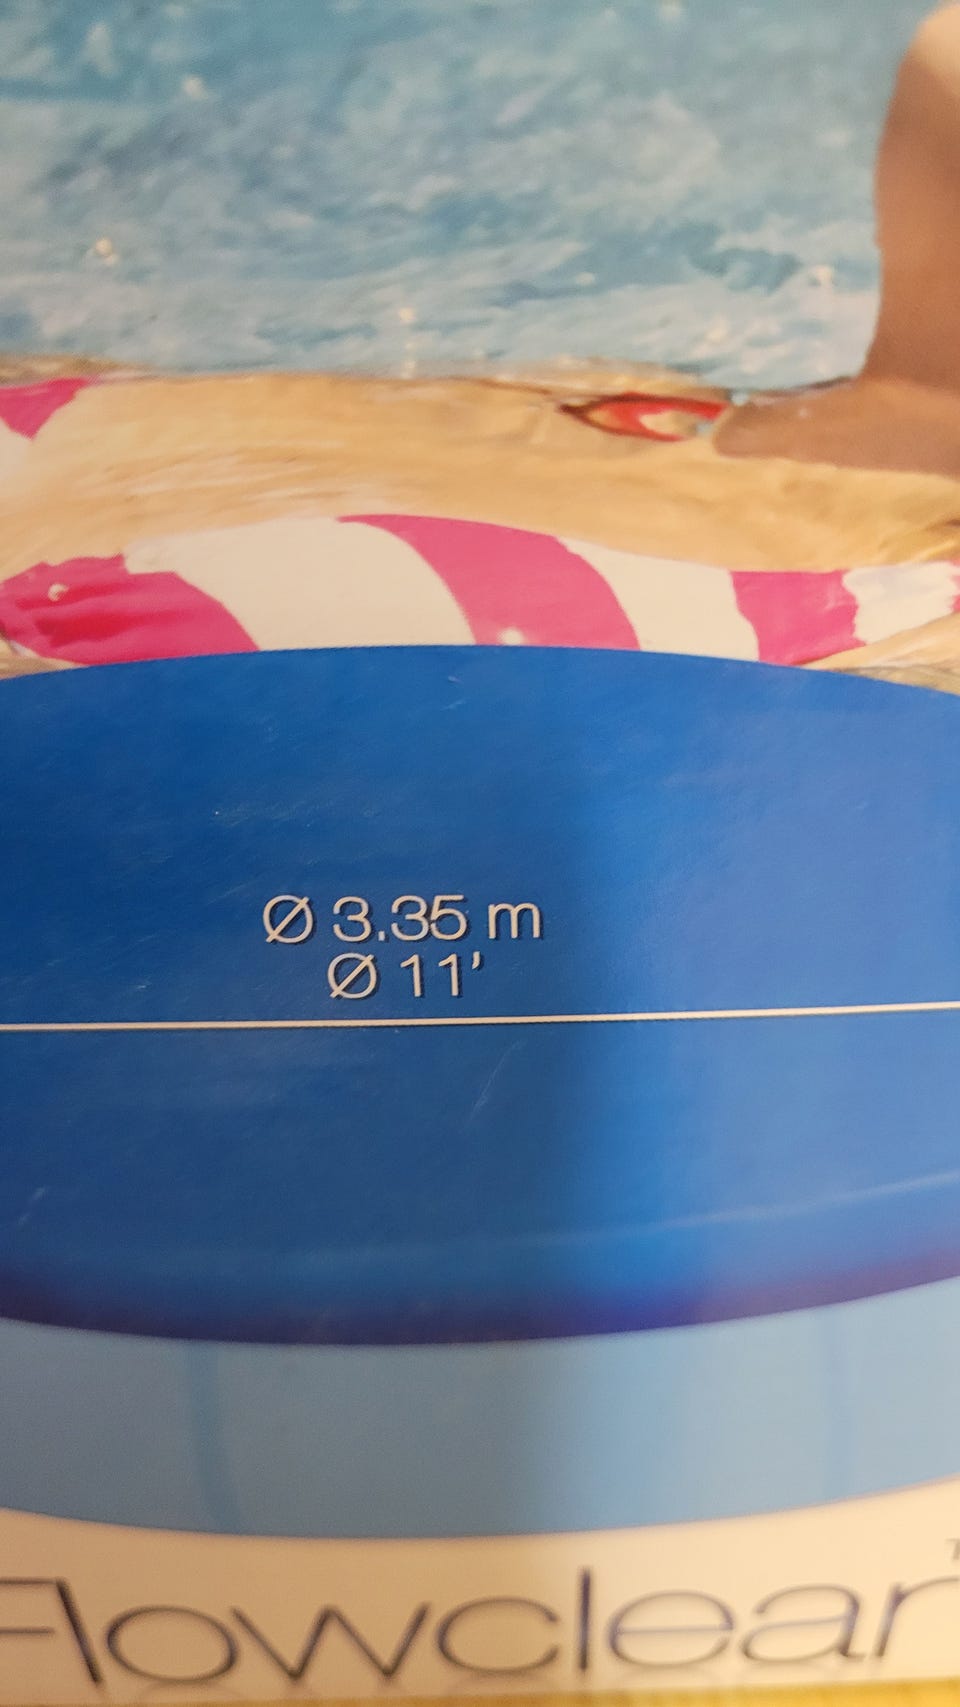 Ø 3.35 m
Ø 11’
Flowclear